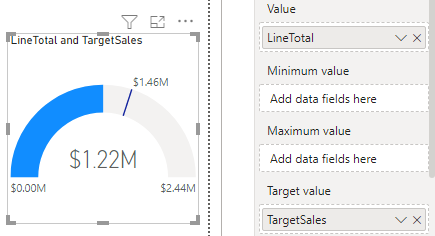 LineTotal and TargetSales
$1.46M
$1.22M
$0.00M
$2.44M
Value
LineTotal
Minimum value
Add data fields here
Maximum value
Add data fields here
Target value
TargetSales